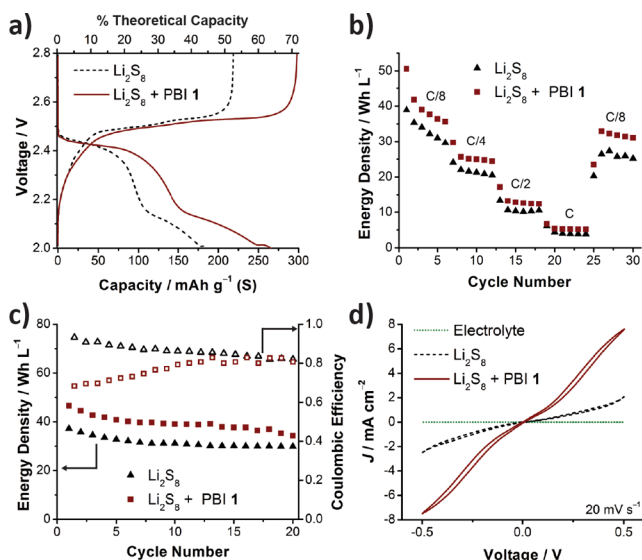 a)
% Theoretical Capacity
0 10 20 30 40 50 60 70
2.8
2.6
2.4
2.2
2.0
Voltage / V
Li₂S₈
Li₂S₈ + PBI 1
0 50 100 150 200 250 300
Capacity / mAh g⁻¹ (S)
b)
60
50
40
30
20
10
0
Energy Density / Wh L⁻¹
Li₂S₈
Li₂S₈ + PBI 1
C/8
C/8
C/4
C/2
C
0 5 10 15 20 25 30
Cycle Number
c)
80
60
40
20
0
Energy Density / Wh L⁻¹
1.0
0.8
0.6
0.4
0.2
0.0
Coulombic Efficiency
Li₂S₈
Li₂S₈ + PBI 1
0 5 10 15 20
Cycle Number
d)
8
6
4
2
0
-2
-4
-6
-8
J / mA cm⁻²
Electrolyte
Li₂S₈
Li₂S₈ + PBI 1
20 mV s⁻¹
-0.5 0.0 0.5
Voltage / V